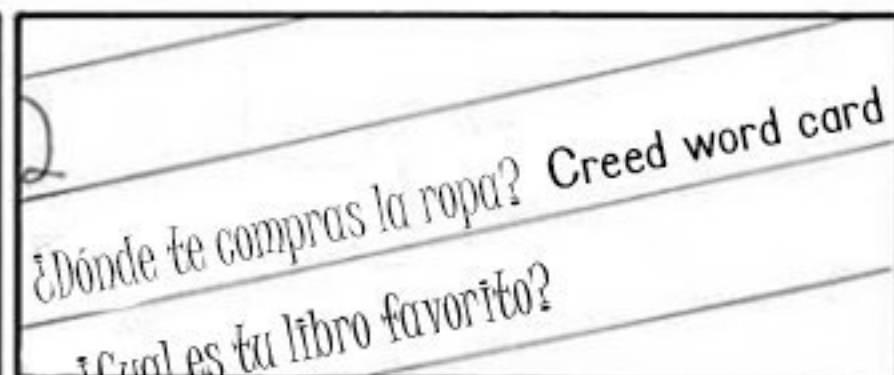 Q
¿Dónde te compras la ropa? Creed word card
¿Cual es tu libro favorito?